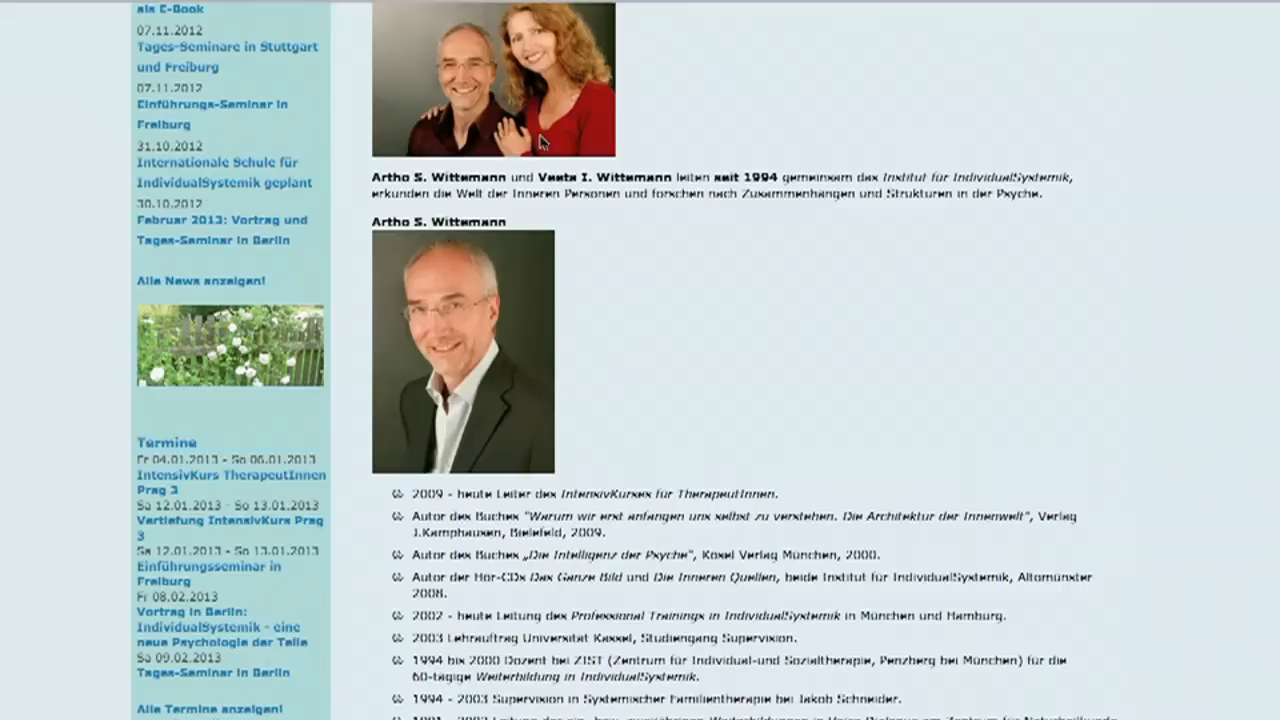 als E-Book
07.11.2012
Tages-Seminare in Stuttgart
und Freiburg
07.11.2012
Einführungs-Seminar in
Freiburg
31.10.2012
Internationale Schule für
IndividualSystemik geplant
30.10.2012
Februar 2013: Vortrag und
Tages-Seminar in Berlin
Alle News anzeigen!
Termine
Fr 04.01.2013 - So 06.01.2013
IntensivKurs TherapeutInnen
Prag 3
Sa 12.01.2013 - So 13.01.2013
Vertiefung IntensivKurs Prag
3
Sa 12.01.2013 - So 13.01.2013
Einführungsseminar in
Freiburg
Fr 08.02.2013
Vortrag in Berlin:
IndividualSystemik - eine
neue Psychologie der Teile
Sa 09.02.2013
Tages-Seminar in Berlin
Alle Termine anzeigen!
Artho S. Wittemann und Veeta I. Wittemann leiten seit 1994 gemeinsam das Institut für IndividualSystemik,
erkunden die Welt der Inneren Personen und forschen nach Zusammenhängen und Strukturen in der Psyche.
Artho S. Wittemann
2009 - heute Leiter des IntensivKurses für TherapeutInnen.
Autor des Buches "Warum wir erst anfangen uns selbst zu verstehen. Die Architektur der Innenwelt", Verlag
J.Kamphausen, Bielefeld, 2009.
Autor des Buches „Die Intelligenz der Psyche", Kösel Verlag München, 2000.
Autor der Hör-CDs Das Ganze Bild und Die Inneren Quellen, beide Institut für IndividualSystemik, Altomünster
2008.
2002 - heute Leitung des Professional Trainings in IndividualSystemik in München und Hamburg.
2003 Lehrauftrag Universität Kassel, Studiengang Supervision.
1994 bis 2000 Dozent bei ZIST (Zentrum für Individual-und Sozialtherapie, Penzberg bei München) für die
60-tägige Weiterbildung in IndividualSystemik.
1994 - 2003 Supervision in Systemischer Familientherapie bei Jakob Schneider.